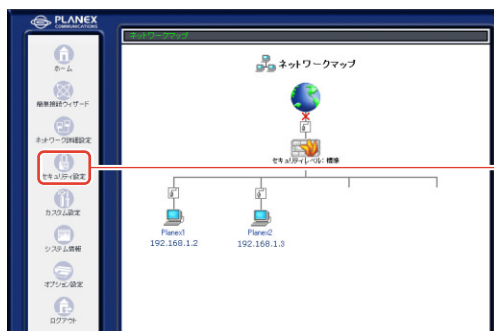 PLANEX
COMMUNICATIONS
ネットワークマップ
ネットワークマップ
ホーム
簡単接続ウィザード
ネットワーク詳細設定
セキュリティレベル: 標準
セキュリティ設定
カスタム設定
Planex1
Planex2
192.168.1.2
192.168.1.3
システム情報
オプション設定
ログアウト